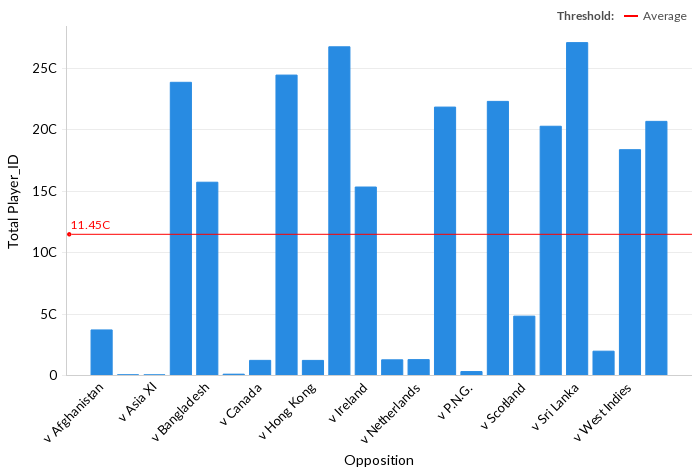 Threshold: Average
Total Player_ID
25C
20C
15C
11.45C
10C
5C
0
v Afghanistan
v Asia XI
v Bangladesh
v Canada
v Hong Kong
v Ireland
v Netherlands
v P.N.G.
v Scotland
v Sri Lanka
v West Indies
Opposition